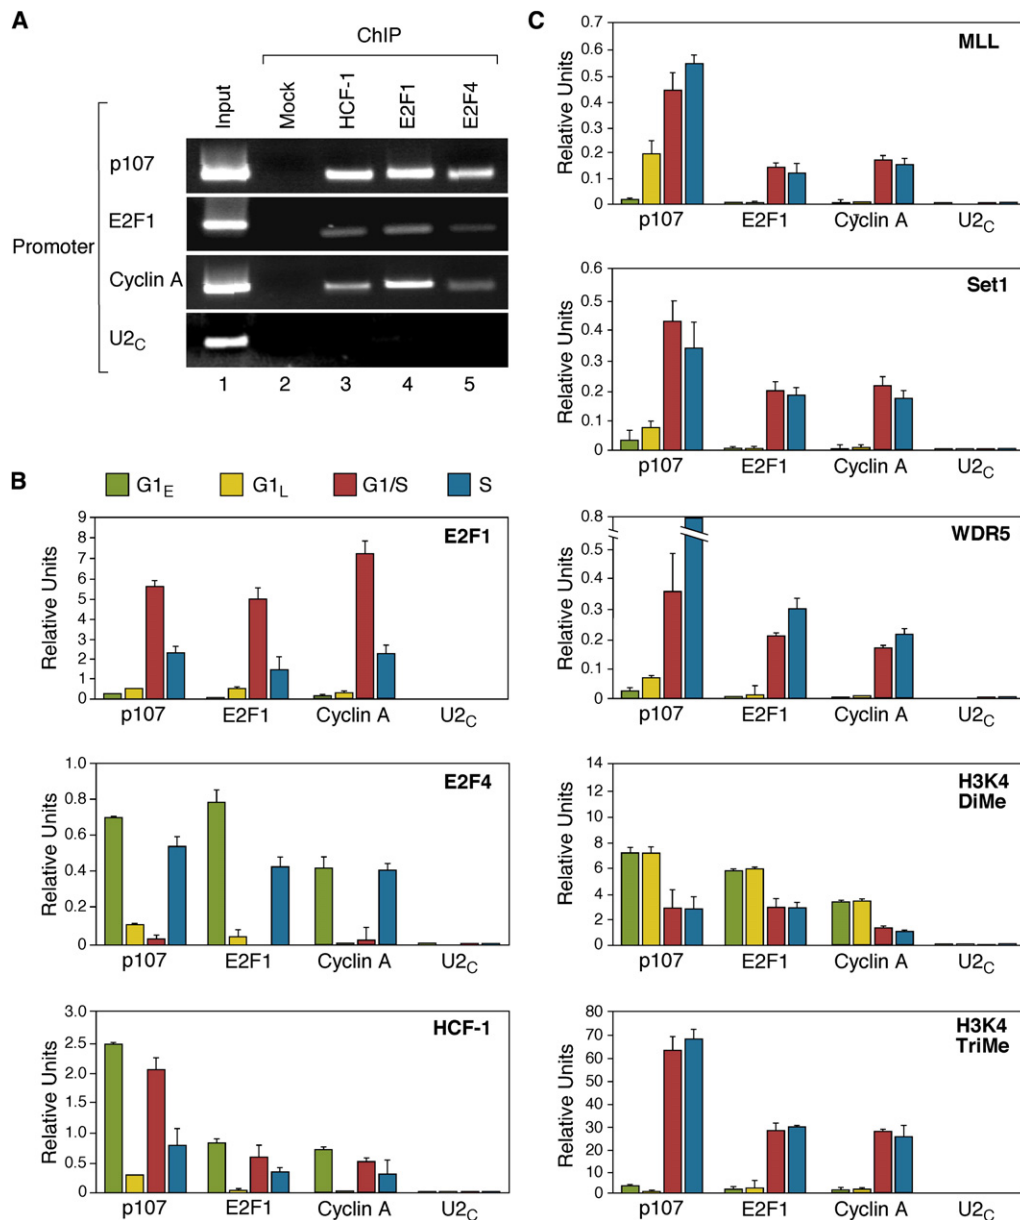 A
ChIP
Input
Mock
HCF-1
E2F1
E2F4
Promoter
p107
E2F1
Cyclin A
U2C
1 2 3 4 5
B
G1E G1L G1/S S
E2F1
Relative Units
9
8
7
6
5
4
3
2
1
0
p107 E2F1 Cyclin A U2C
E2F4
Relative Units
1.0
0.8
0.6
0.4
0.2
0
p107 E2F1 Cyclin A U2C
HCF-1
Relative Units
3.0
2.5
2.0
1.5
1.0
0.5
0
p107 E2F1 Cyclin A U2C
C
MLL
Relative Units
0.7
0.6
0.5
0.4
0.3
0.2
0.1
0
p107 E2F1 Cyclin A U2C
Set1
Relative Units
0.6
0.5
0.4
0.3
0.2
0.1
0
p107 E2F1 Cyclin A U2C
WDR5
Relative Units
0.8
0.5
0.4
0.3
0.2
0.1
0
p107 E2F1 Cyclin A U2C
H3K4
DiMe
Relative Units
14
12
10
8
6
4
2
0
p107 E2F1 Cyclin A U2C
H3K4
TriMe
Relative Units
80
70
60
50
40
30
20
10
0
p107 E2F1 Cyclin A U2C